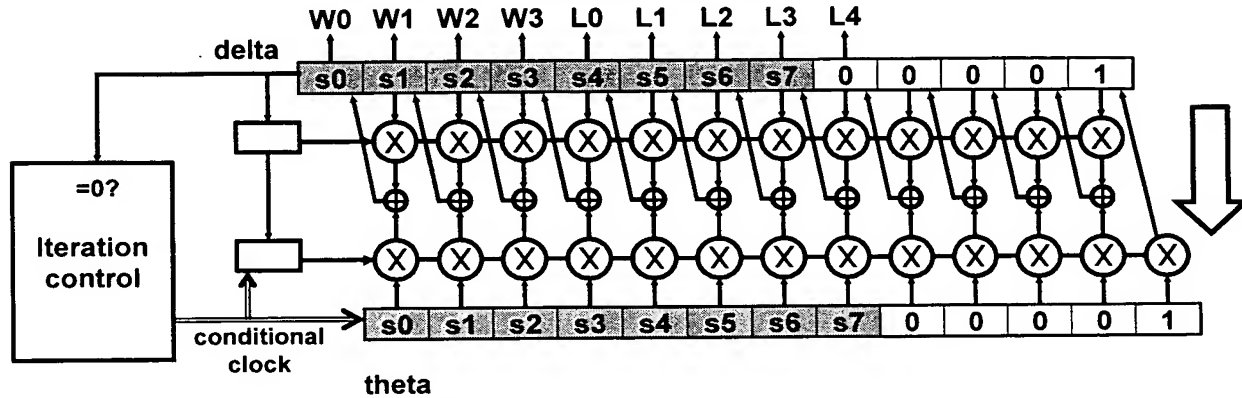 W0 W1 W2 W3 L0 L1 L2 L3 L4
delta
s0 s1 s2 s3 s4 s5 s6 s7 0 0 0 0 1
X X X X X X X X X X X X
=0?
Iteration
control
X X X X X X X X X X X X X
s0 s1 s2 s3 s4 s5 s6 s7 0 0 0 0 1
conditional
clock
theta